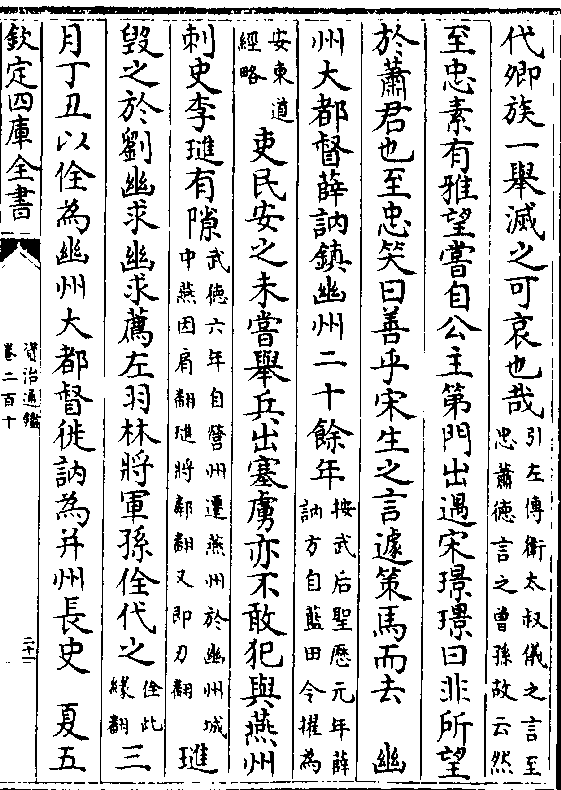 代卿族一舉滅之可哀也哉引左傳衛太叔儀之言至忠蕭德言之曾孫故云然
至忠素有雅望嘗自公主第門出遇宋璟璟曰非所望
於蕭君也至忠笑曰善乎宋生之言遽策馬而去　幽
州大都督薛訥鎮幽州二十餘年按武后聖歷元年薛訥方自藍田令擢為
安東道經略吏民安之未嘗舉兵出塞虜亦不敢犯與燕州
刺史李璡有隙武德六年自營州遷燕州於幽州城中燕因肩翻璡將鄰翻又即刃翻璡
毀之於劉幽求幽求薦左羽林將軍孫佺代之佺此緣翻三
月丁丑以佺為幽州大都督徙訥為并州長史　夏五
欽定四庫全書
資治通鑑
卷二百十
二十一